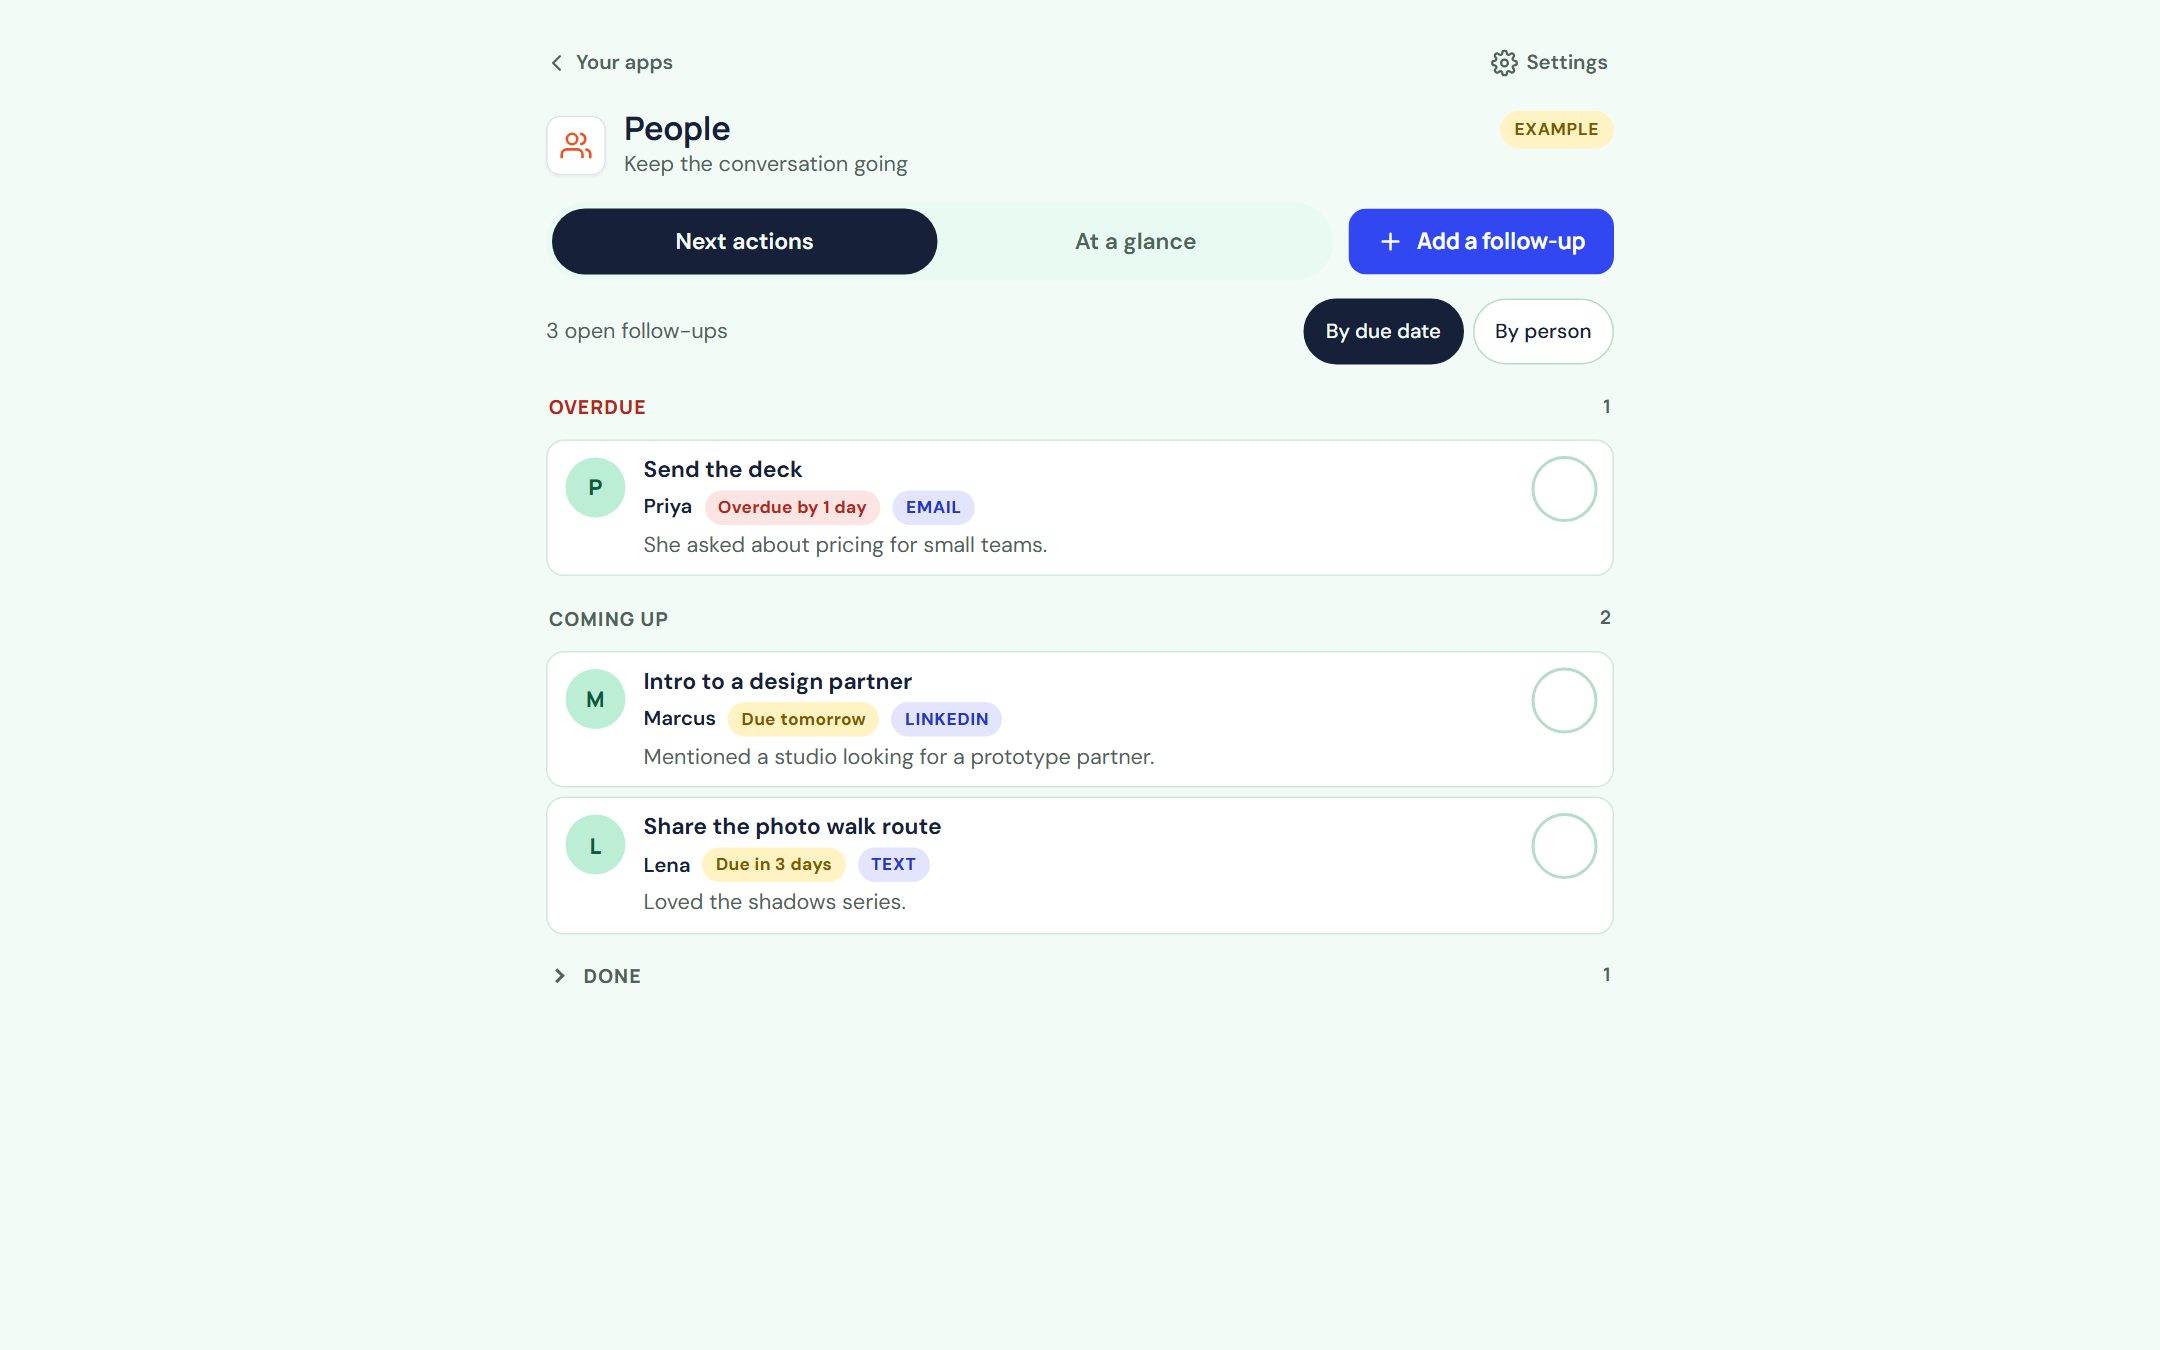 Your apps
Settings
People
EXAMPLE
Keep the conversation going
Next actions
At a glance
Add a follow-up
3 open follow-ups
By due date
By person
OVERDUE
1
P
Send the deck
Priya
Overdue by 1 day
EMAIL
She asked about pricing for small teams.
COMING UP
2
M
Intro to a design partner
Marcus
Due tomorrow
LINKEDIN
Mentioned a studio looking for a prototype partner.
L
Share the photo walk route
Lena
Due in 3 days
TEXT
Loved the shadows series.
DONE
1